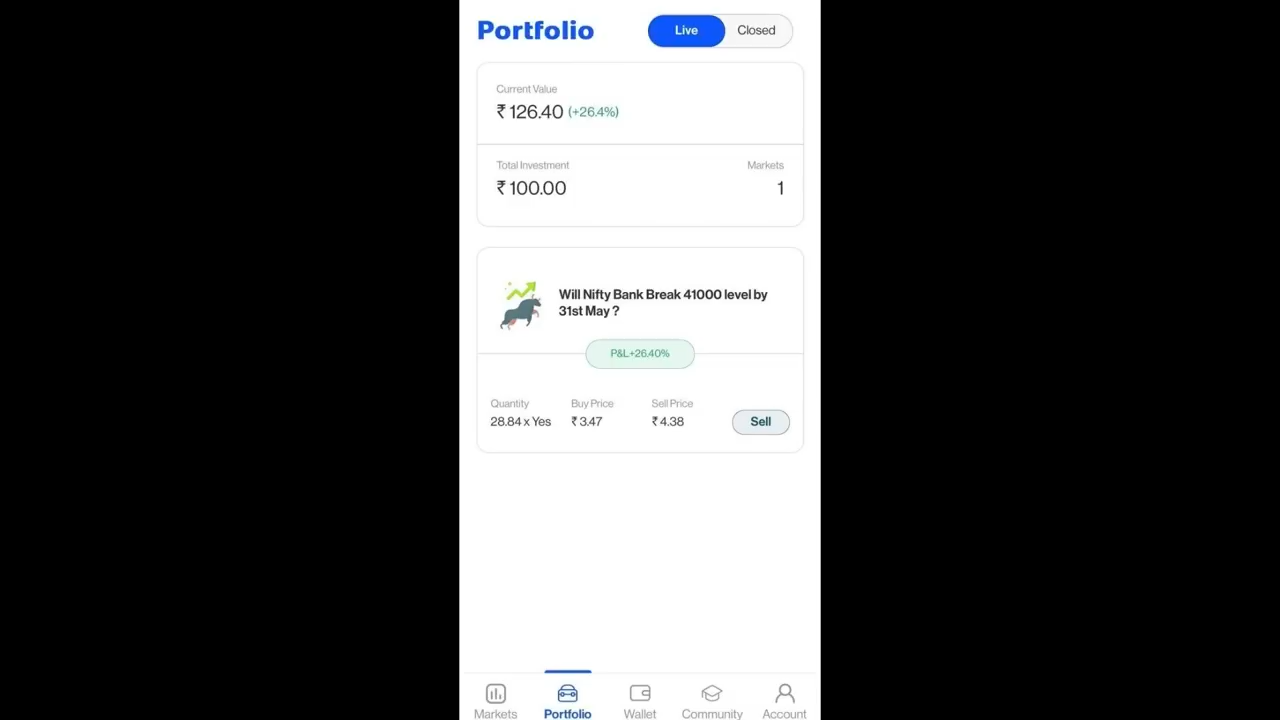 Portfolio
Live
Closed
Current Value
₹ 126.40 (+26.4%)
Total Investment
Markets
₹ 100.00
1
Will Nifty Bank Break 41000 level by
31st May ?
P&L+26.40%
Quantity
Buy Price
Sell Price
28.84 x Yes
₹ 3.47
₹ 4.38
Sell
Markets
Portfolio
Wallet
Community
Account